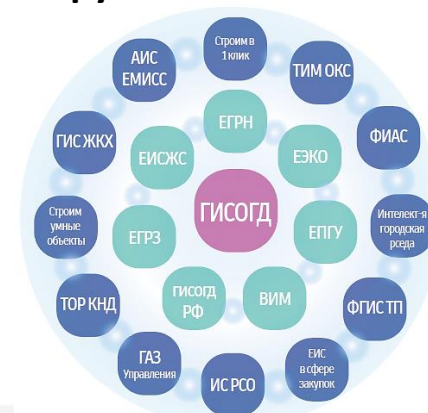 Строим в
1 клик
АИС
ЕМИСС
ТИМ ОКС
ЕГРН
ГИС ЖКХ
ЕИСЖС
ЕЭКО
ФИАС
ГИСОГД
Строим
умные
объекты
ЕГРЗ
ЕПГУ
Интелект-я
городская
рседа
ГИСОГД
РФ
ВИМ
ТОР КНД
ФГИС ТП
ГАЗ
Управления
ИС РСО
ЕИС
в сфере
закупок